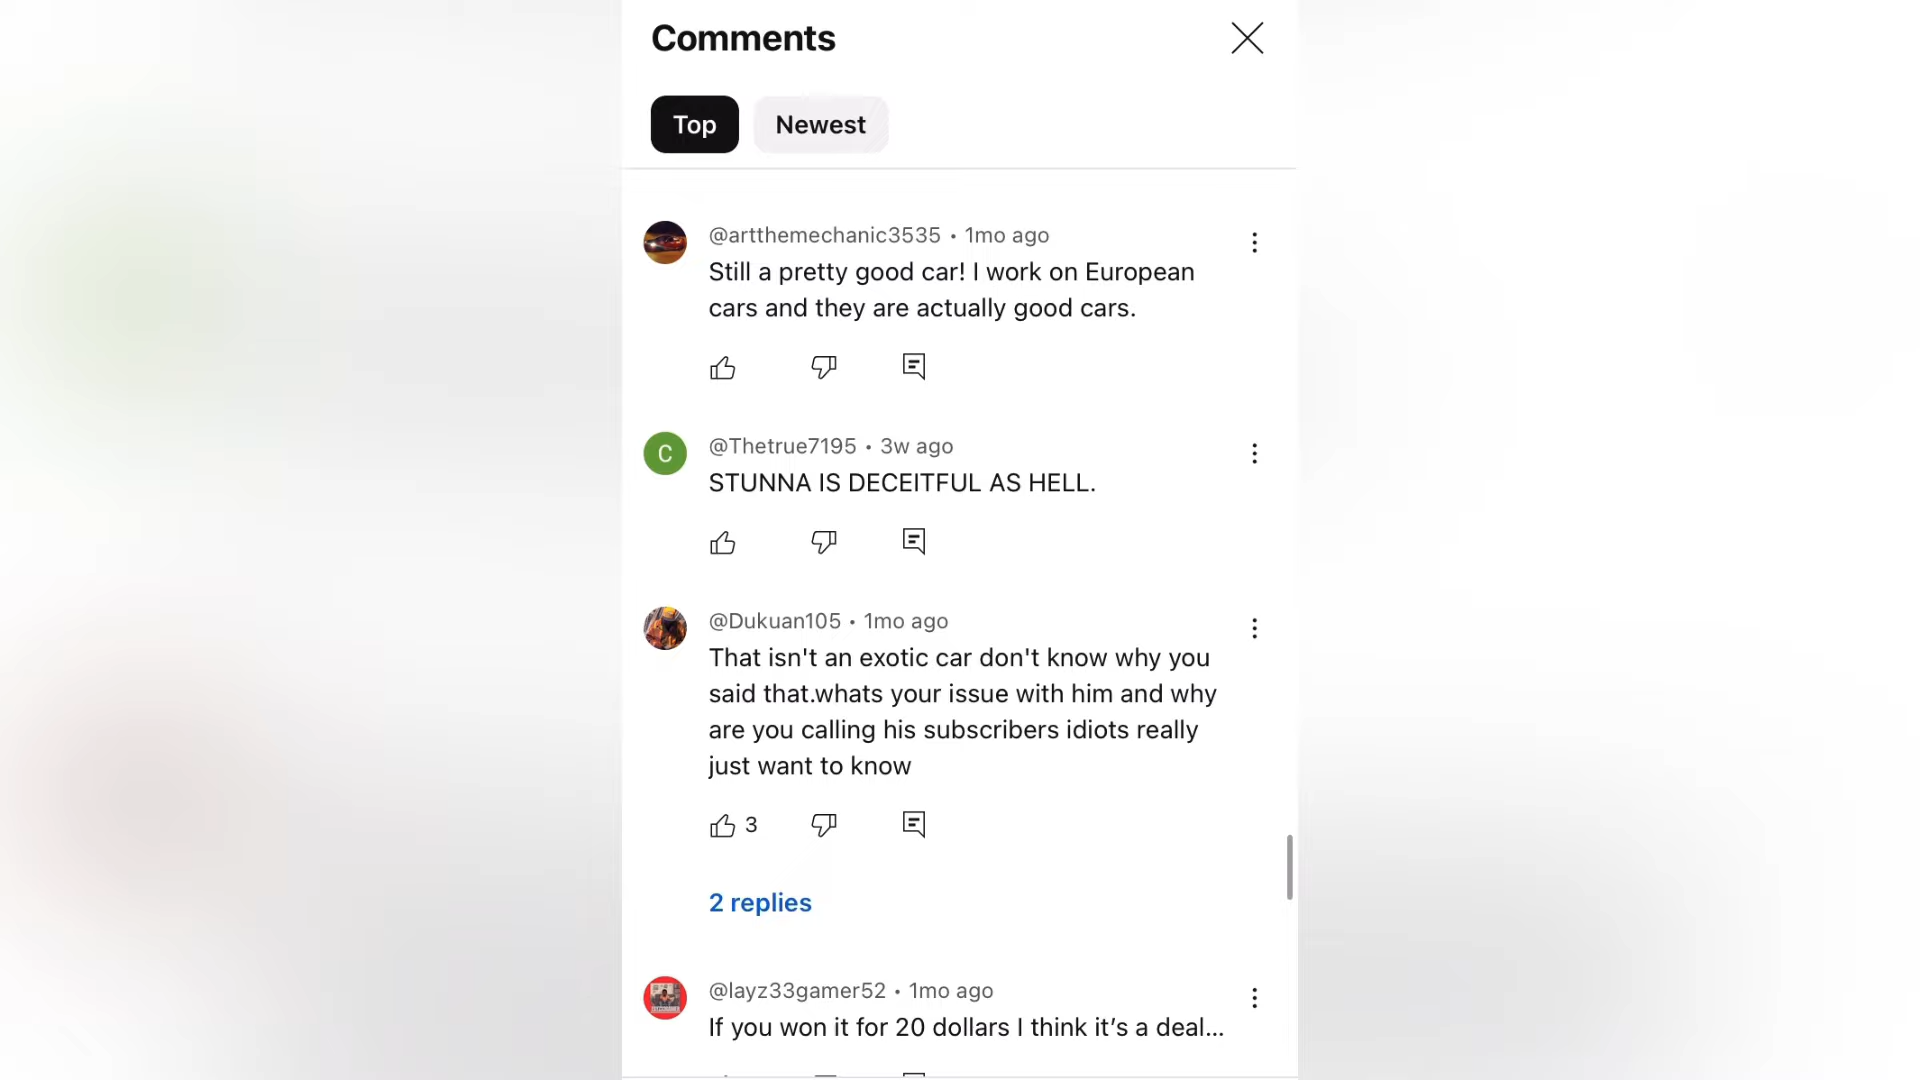 Comments
Top
Newest
@artthemechanic3535 • 1mo ago
Still a pretty good car! I work on European
cars and they are actually good cars.
C
@Thetrue7195 • 3w ago
STUNNA IS DECEITFUL AS HELL.
@Dukuan105 • 1mo ago
That isn't an exotic car don't know why you
said that.whats your issue with him and why
are you calling his subscribers idiots really
just want to know
3
2 replies
@layz33gamer52 • 1mo ago
If you won it for 20 dollars I think it’s a deal...